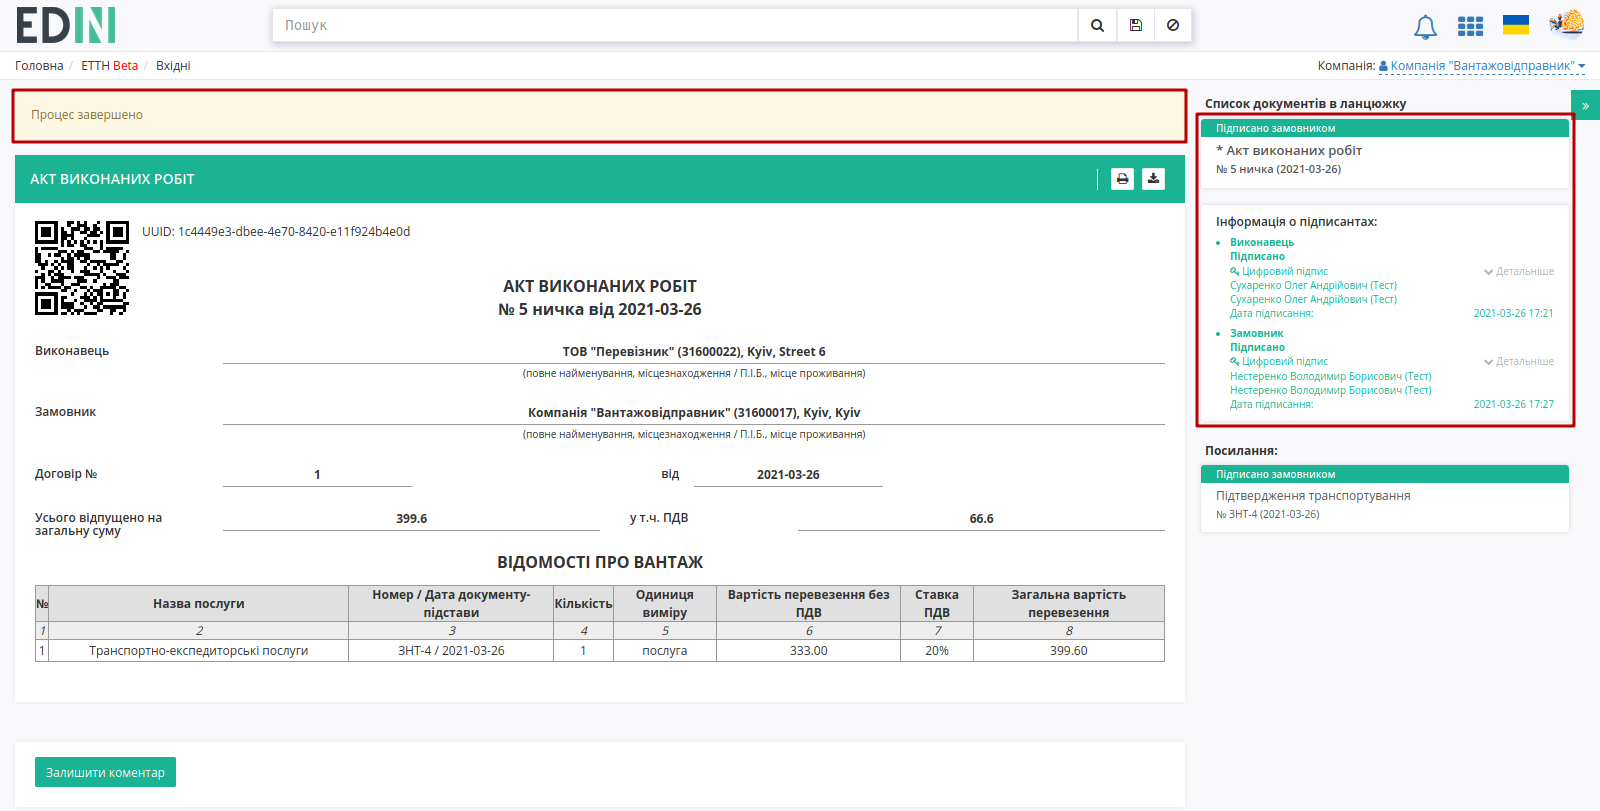 EDIN
Пошук
Головна / ЕТТН Beta / Вхідні
Компанія: Компанія "Вантажовідправник"
Процес завершено
АКТ ВИКОНАНИХ РОБІТ
UUID: 1c4449e3-dbee-4e70-8420-e11f924b4e0d
АКТ ВИКОНАНИХ РОБІТ
№ 5 ничка від 2021-03-26
Виконавець
ТОВ "Перевізник" (31600022), Kyiv, Street 6
(повне найменування, місцезнаходження / П.І.Б., місце проживання)
Замовник
Компанія "Вантажовідправник" (31600017), Kyiv, Kyiv
(повне найменування, місцезнаходження / П.І.Б., місце проживання)
Договір № 1 від 2021-03-26
Усього відпущено на загальну суму 399.6 у т.ч. ПДВ 66.6
ВІДОМОСТІ ПРО ВАНТАЖ
№ Назва послуги Номер / Дата документу-підстави Кількість Одиниця виміру Вартість перевезення без ПДВ Ставка ПДВ Загальна вартість перевезення
1 2 3 4 5 6 7 8
1 Транспортно-експедиторські послуги ЗНТ-4 / 2021-03-26 1 послуга 333.00 20% 399.60
Залишити коментар
Список документів в ланцюжку
»
Підписано замовником
* Акт виконаних робіт
№ 5 ничка (2021-03-26)
Інформація о підписантах:
Виконавець
Підписано
Цифровий підпис Детальніше
Сухаренко Олег Андрійович (Тест)
Сухаренко Олег Андрійович (Тест)
Дата підписання: 2021-03-26 17:21
Замовник
Підписано
Цифровий підпис Детальніше
Нестеренко Володимир Борисович (Тест)
Нестеренко Володимир Борисович (Тест)
Дата підписання: 2021-03-26 17:27
Посилання:
Підписано замовником
Підтвердження транспортування
№ ЗНТ-4 (2021-03-26)